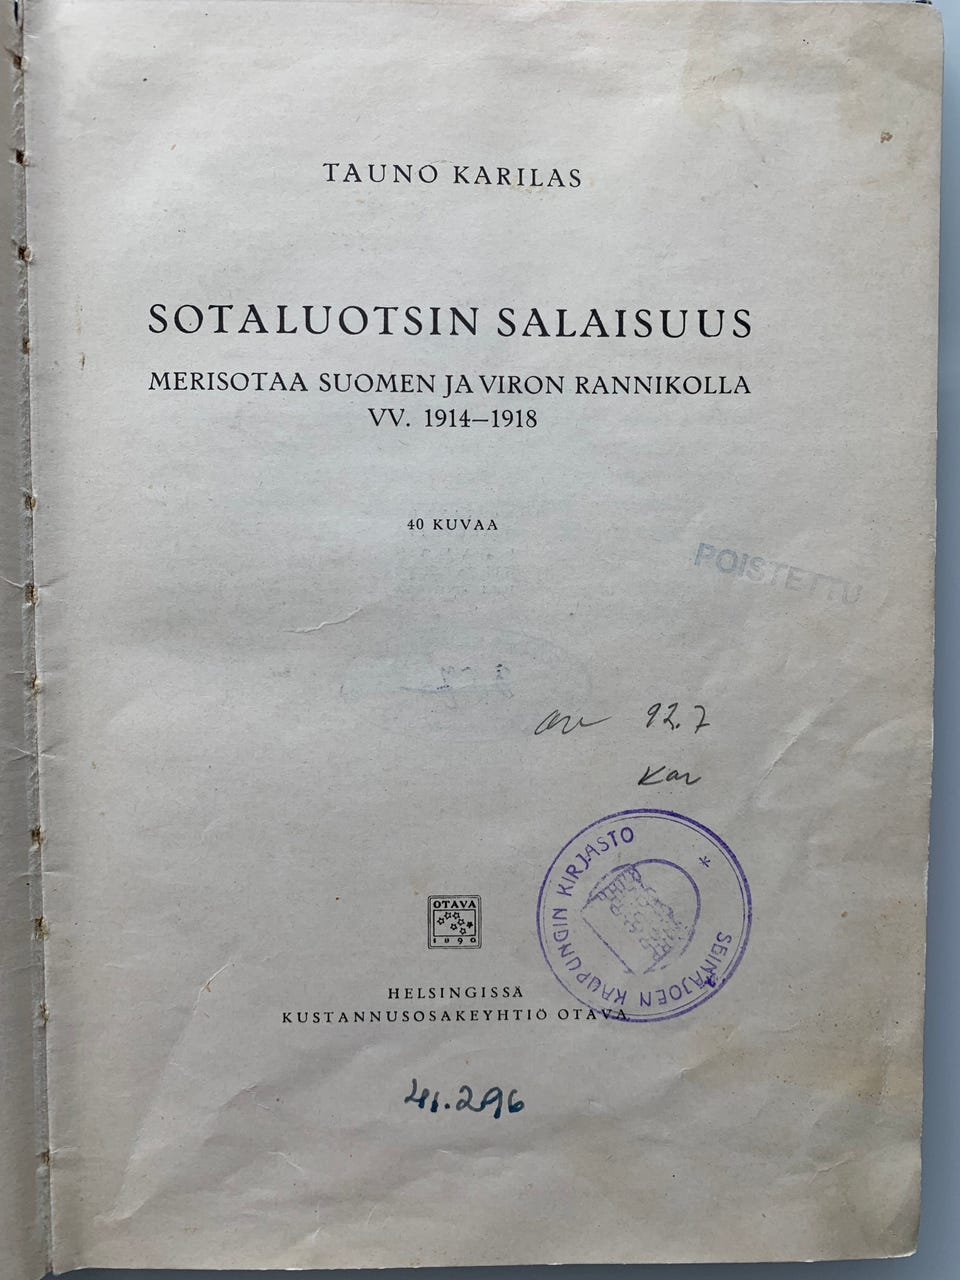 TAUNO KARILAS
SOTALUOTSIN SALAISUUS
MERISOTAA SUOMEN JA VIRON RANNIKOLLA
VV. 1914–1918
40 KUVAA
POISTETTU
92.7
Kar
SEINÄJOEN KAUPUNGIN KIRJASTO *
OTAVA
1890
HELSINGISSÄ
KUSTANNUSOSAKEYHTIÖ OTAVA
41.296